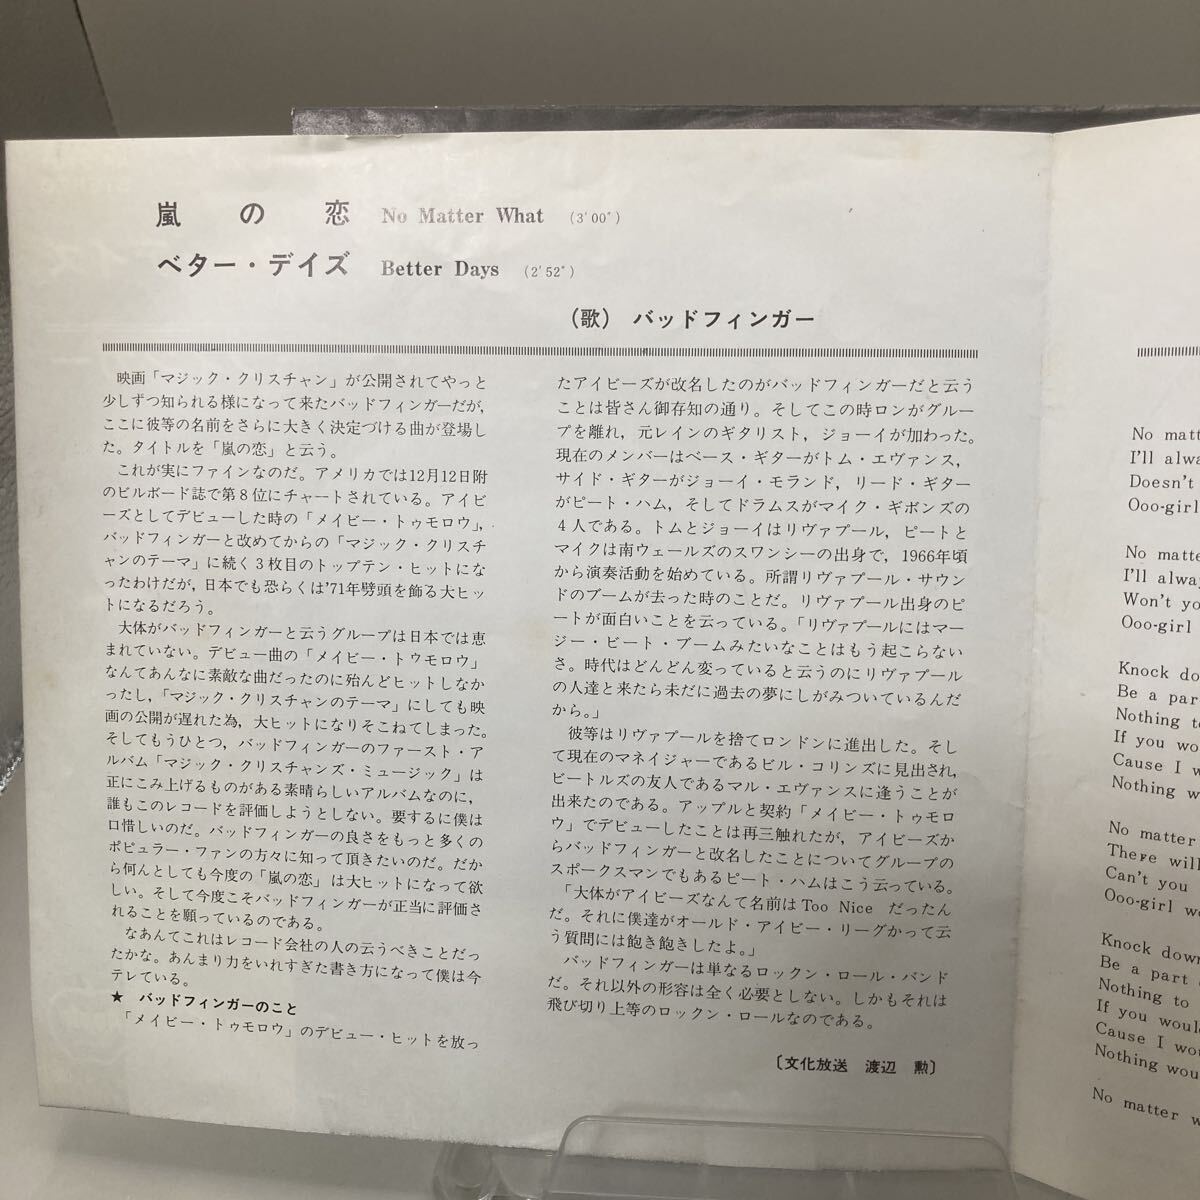 嵐の恋 No Matter What (3'00")
ベター・デイズ Better Days (2'52")
(歌) バッドフィンガー
映画「マジック・クリスチャン」が公開されてやっと
少しずつ知られる様になって来たバッドフィンガーだが,
ここに彼等の名前をさらに大きく決定づける曲が登場し
た。タイトルを「嵐の恋」と云う。
これが実にファインなのだ。アメリカでは12月12日附
のビルボード誌で第8位にチャートされている。アイビ
ーズとしてデビューした時の「メイビー・トゥモロウ」,
バッドフィンガーと改めてからの「マジック・クリスチ
ャンのテーマ」に続く3枚目のトップテン・ヒットにな
ったわけだが,日本でも恐らくは'71年劈頭を飾る大ヒッ
トになるだろう。
大体がバッドフィンガーと云うグループは日本では恵
まれていない。デビュー曲の「メイビー・トゥモロウ」
なんてあんなに素敵な曲だったのに殆んどヒットしなか
ったし,「マジック・クリスチャンのテーマ」にしても映
画の公開が遅れた為,大ヒットになりそこねてしまった。
そしてもうひとつ,バッドフィンガーのファースト・ア
ルバム「マジック・クリスチャンズ・ミュージック」は
正にこみ上げるものがある素晴らしいアルバムなのに,
誰もこのレコードを評価しようとしない。要するに僕は
口惜しいのだ。バッドフィンガーの良さをもっと多くの
ポピュラー・ファンの方々に知って頂きたいのだ。だか
ら何んとしても今度の「嵐の恋」は大ヒットになって欲
しい。そして今度こそバッドフィンガーが正当に評価さ
れることを願っているのである。
なあんてこれはレコード会社の人の云うべきことだっ
たかな。あんまり力をいれすぎた書き方になって僕は今
テレている。
★ バッドフィンガーのこと
「メイビー・トゥモロウ」のデビュー・ヒットを放っ
たアイビーズが改名したのがバッドフィンガーだと云う
ことは皆さん御存知の通り。そしてこの時ロンがグルー
プを離れ,元レインのギタリスト,ジョーイが加わった。
現在のメンバーはベース・ギターがトム・エヴァンス,
サイド・ギターがジョーイ・モランド,リード・ギター
がピート・ハム,そしてドラムスがマイク・ギボンズの
4人である。トムとジョーイはリヴァプール,ピートと
マイクは南ウェールズのスワンシーの出身で,1966年頃
から演奏活動を始めている。所謂リヴァプール・サウン
ドのブームが去った時のことだ。リヴァプール出身のピ
ートが面白いことを云っている。「リヴァプールにはマー
ジー・ビート・ブームみたいなことはもう起こらない
さ。時代はどんどん変っていると云うのにリヴァプール
の人達と来たら未だに過去の夢にしがみついているんだ
から。」
彼等はリヴァプールを捨てロンドンに進出した。そし
て現在のマネイジャーであるビル・コリンズに見出され,
ビートルズの友人であるマル・エヴァンスに逢うことが
出来たのである。アップルと契約「メイビー・トゥモロ
ウ」でデビューしたことは再三触れたが,アイビーズか
らバッドフィンガーと改名したことについてグループの
スポークスマンでもあるピート・ハムはこう云っている。
「大体がアイビーズなんて名前は Too Nice だったん
だ。それに僕達がオールド・アイビー・リーグかって云
う質問には飽き飽きしたよ。」
バッドフィンガーは単なるロックン・ロール・バンド
だ。それ以外の形容は全く必要としない。しかもそれは
飛び切り上等のロックン・ロールなのである。
〔文化放送 渡辺 勲〕
No matt
I'll alwa
Doesn't
Ooo-girl
No matte
I'll alway
Won't yo
Ooo-girl
Knock do
Be a par
Nothing to
If you wo
Cause I w
Nothing w
No matter
There will
Can't you
Ooo-girl we
Knock down
Be a part
Nothing to
If you woul
Cause I wou
Nothing wou
No matter w